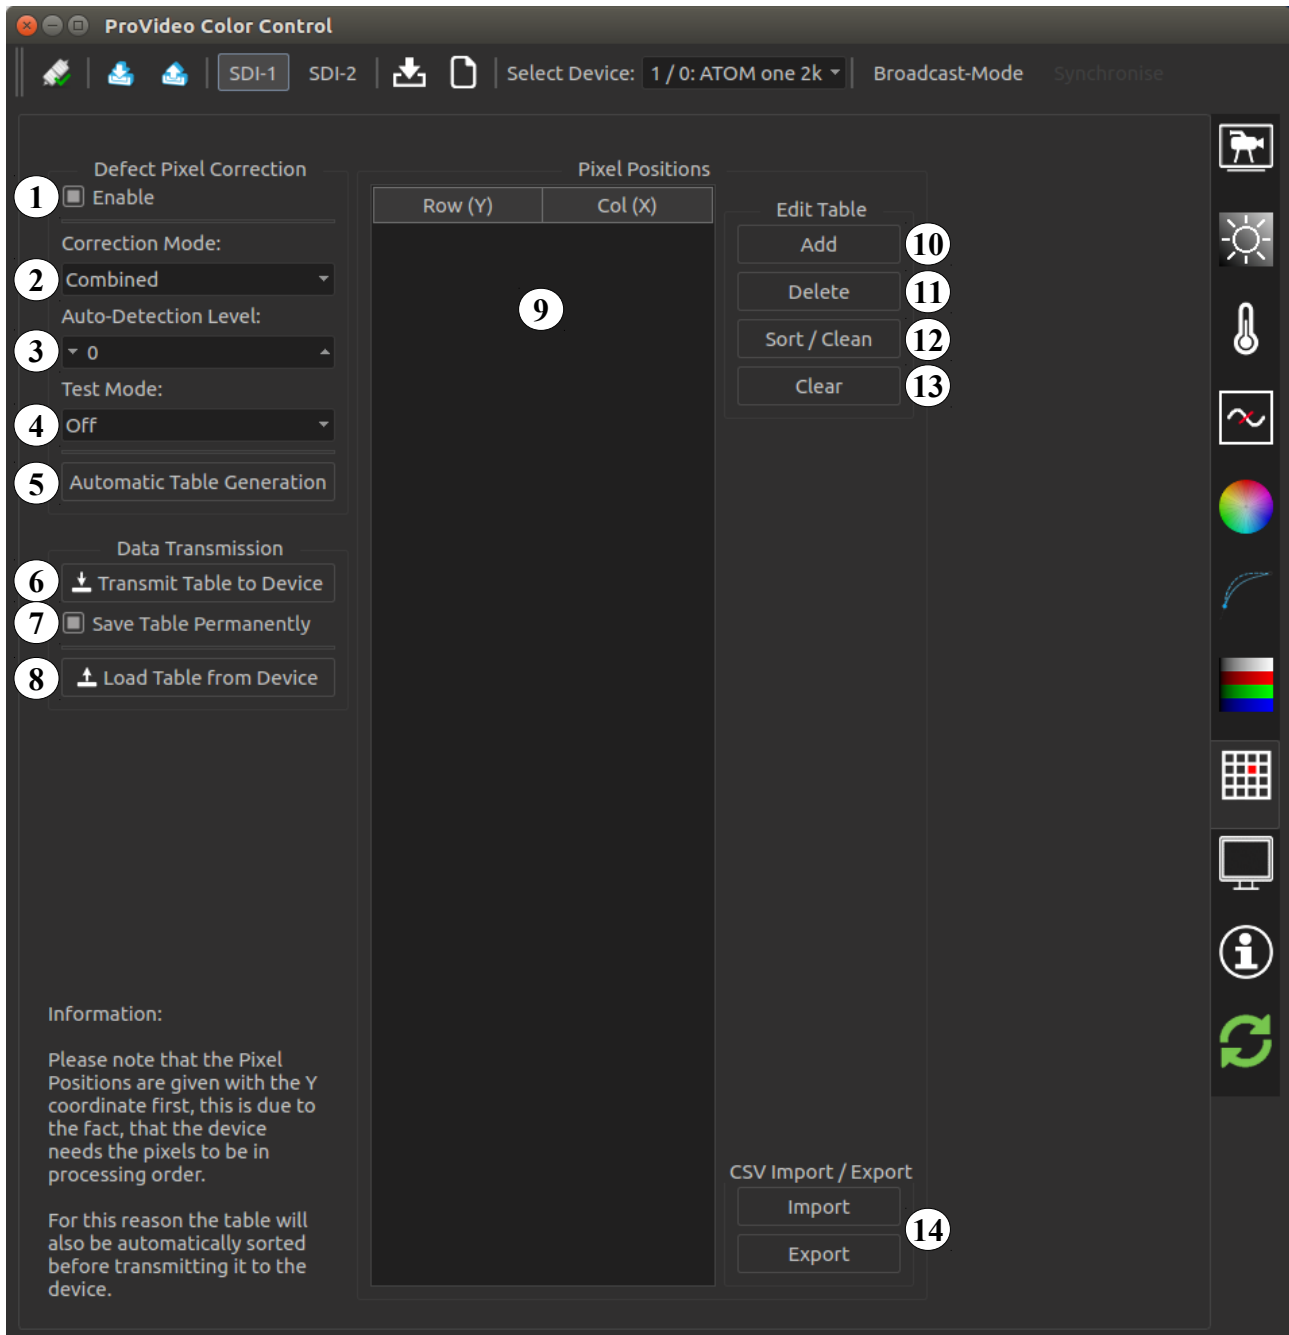 ProVideo Color Control
SDI-1 SDI-2 Select Device: 1 / 0: ATOM one 2k Broadcast-Mode Synchronise
Defect Pixel Correction
1 Enable
Correction Mode:
2 Combined
Auto-Detection Level:
3 0
Test Mode:
4 Off
5 Automatic Table Generation
Data Transmission
6 Transmit Table to Device
7 Save Table Permanently
8 Load Table from Device
Information:
Please note that the Pixel
Positions are given with the Y
coordinate first, this is due to
the fact, that the device
needs the pixels to be in
processing order.
For this reason the table will
also be automatically sorted
before transmitting it to the
device.
Pixel Positions
Row (Y) Col (X)
9
Edit Table
Add 10
Delete 11
Sort / Clean 12
Clear 13
CSV Import / Export
Import
14
Export